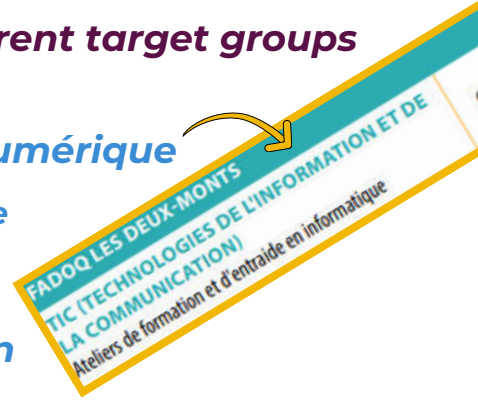 rent target groups
umérique
e
n
FADOQ LES DEUX-MONTS
TIC (TECHNOLOGIES DE L'INFORMATION ET DE
LA COMMUNICATION)
Ateliers de formation et d'entraide en informatique